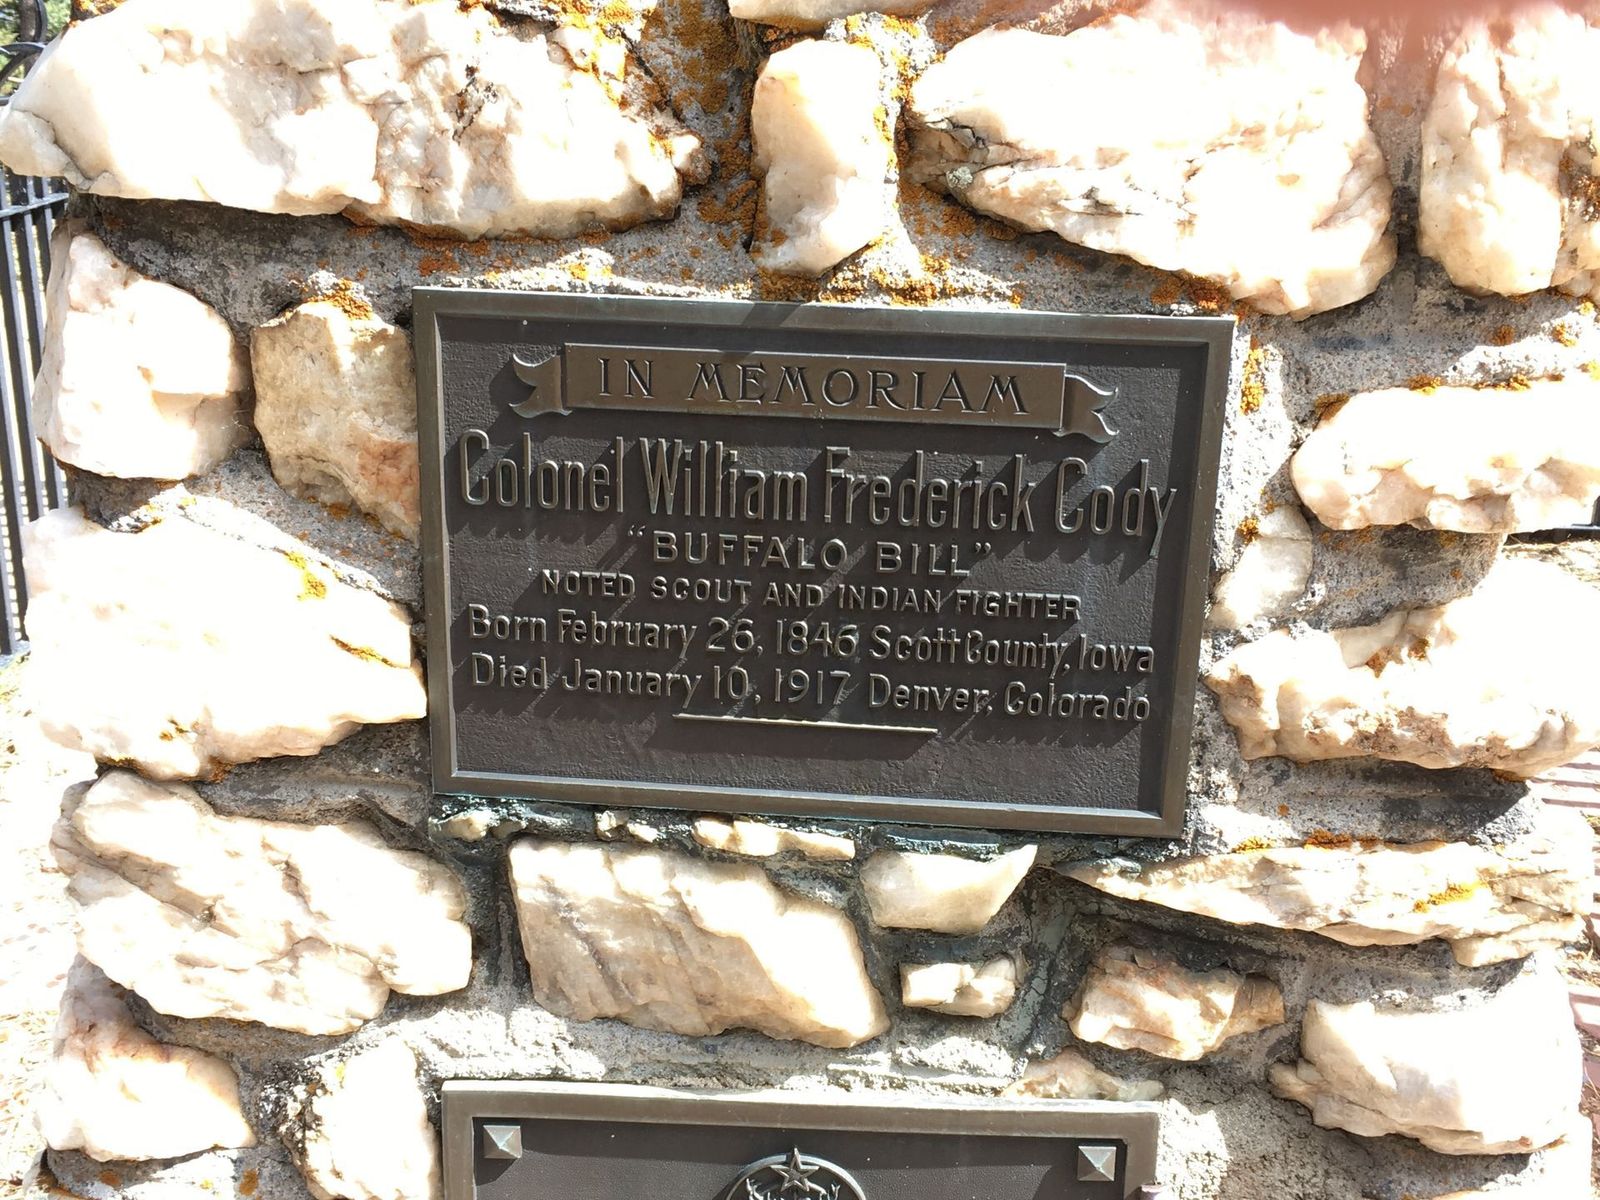 IN MEMORIAM
Colonel William Frederick Cody
"BUFFALO BILL"
NOTED SCOUT AND INDIAN FIGHTER
Born February 26, 1846 Scott County, Iowa
Died January 10, 1917 Denver, Colorado